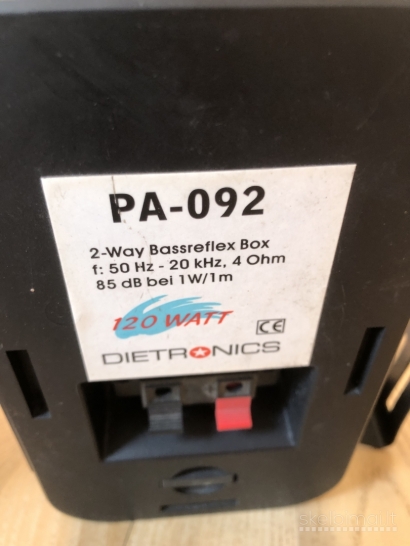 PA-092
2-Way Bassreflex Box
f: 50 Hz - 20 kHz, 4 Ohm
85 dB bei 1W/1m
120 WATT
CE
DIETRONICS
+